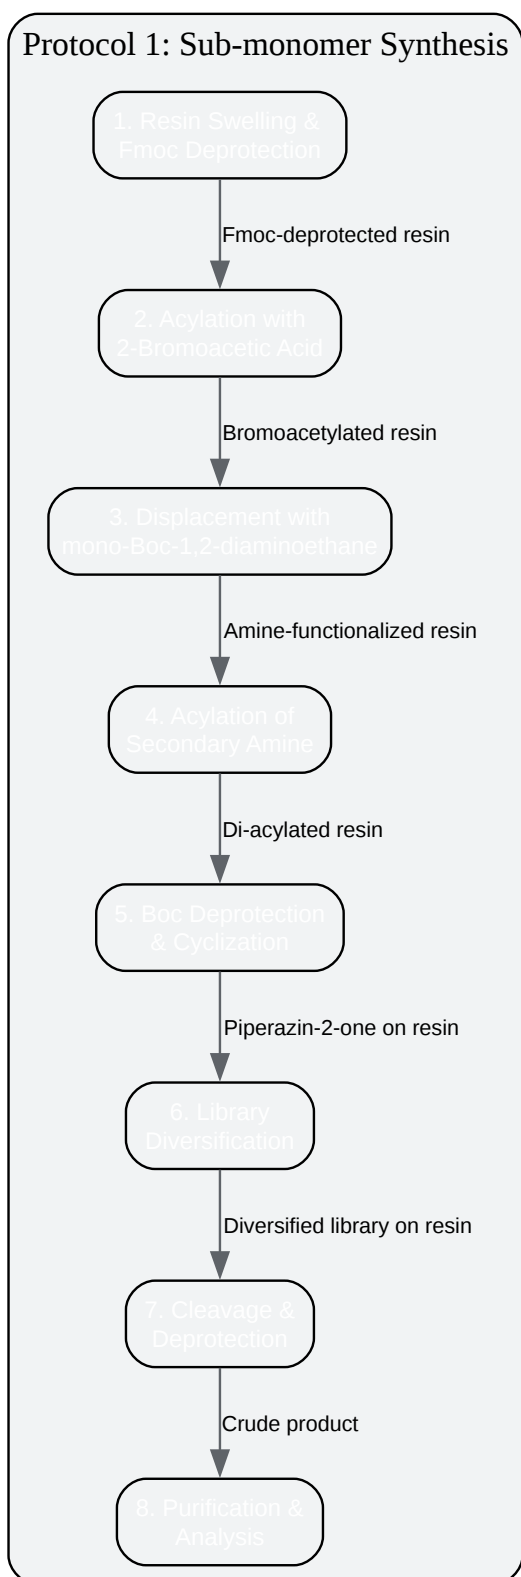 Protocol 1: Sub-monomer Synthesis
1. Resin Swelling &
Fmoc Deprotection
Fmoc-deprotected resin
2. Acylation with
2-Bromoacetic Acid
Bromoacetylated resin
3. Displacement with
mono-Boc-1,2-diaminoethane
Amine-functionalized resin
4. Acylation of
Secondary Amine
Di-acylated resin
5. Boc Deprotection
& Cyclization
Piperazin-2-one on resin
6. Library
Diversification
Diversified library on resin
7. Cleavage &
Deprotection
Crude product
8. Purification &
Analysis